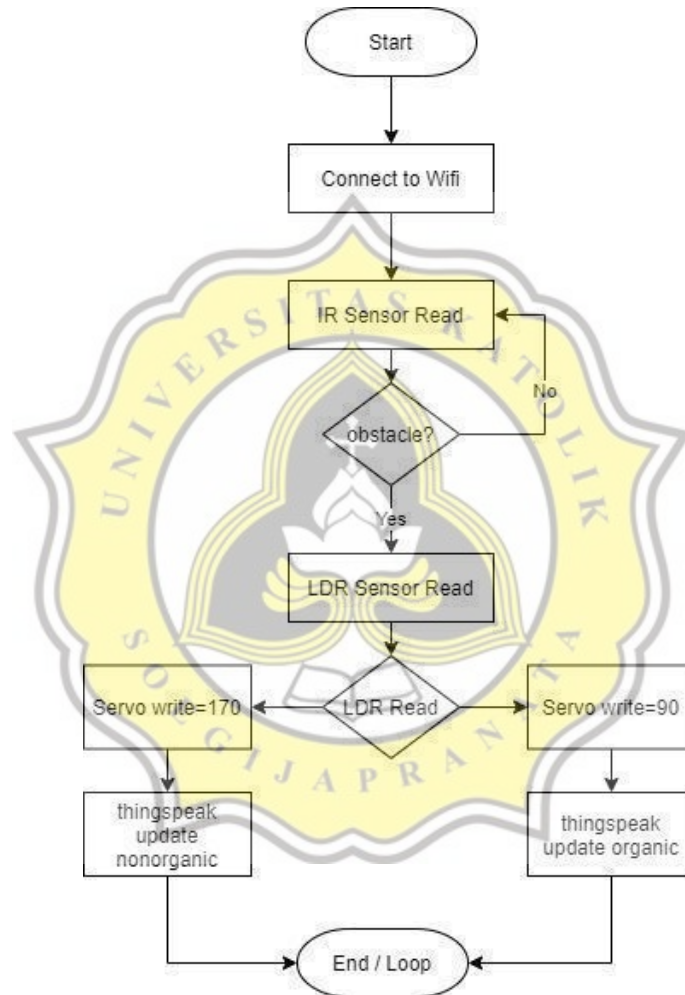 Start
Connect to Wifi
UNIVERSITAS KATOLIK
IR Sensor Read
No
obstacle?
Yes
LDR Sensor Read
Servo write=170
LDR Read
Servo write=90
SOEGIJAPRANATA
thingspeak
update
nonorganic
thingspeak
update organic
End / Loop